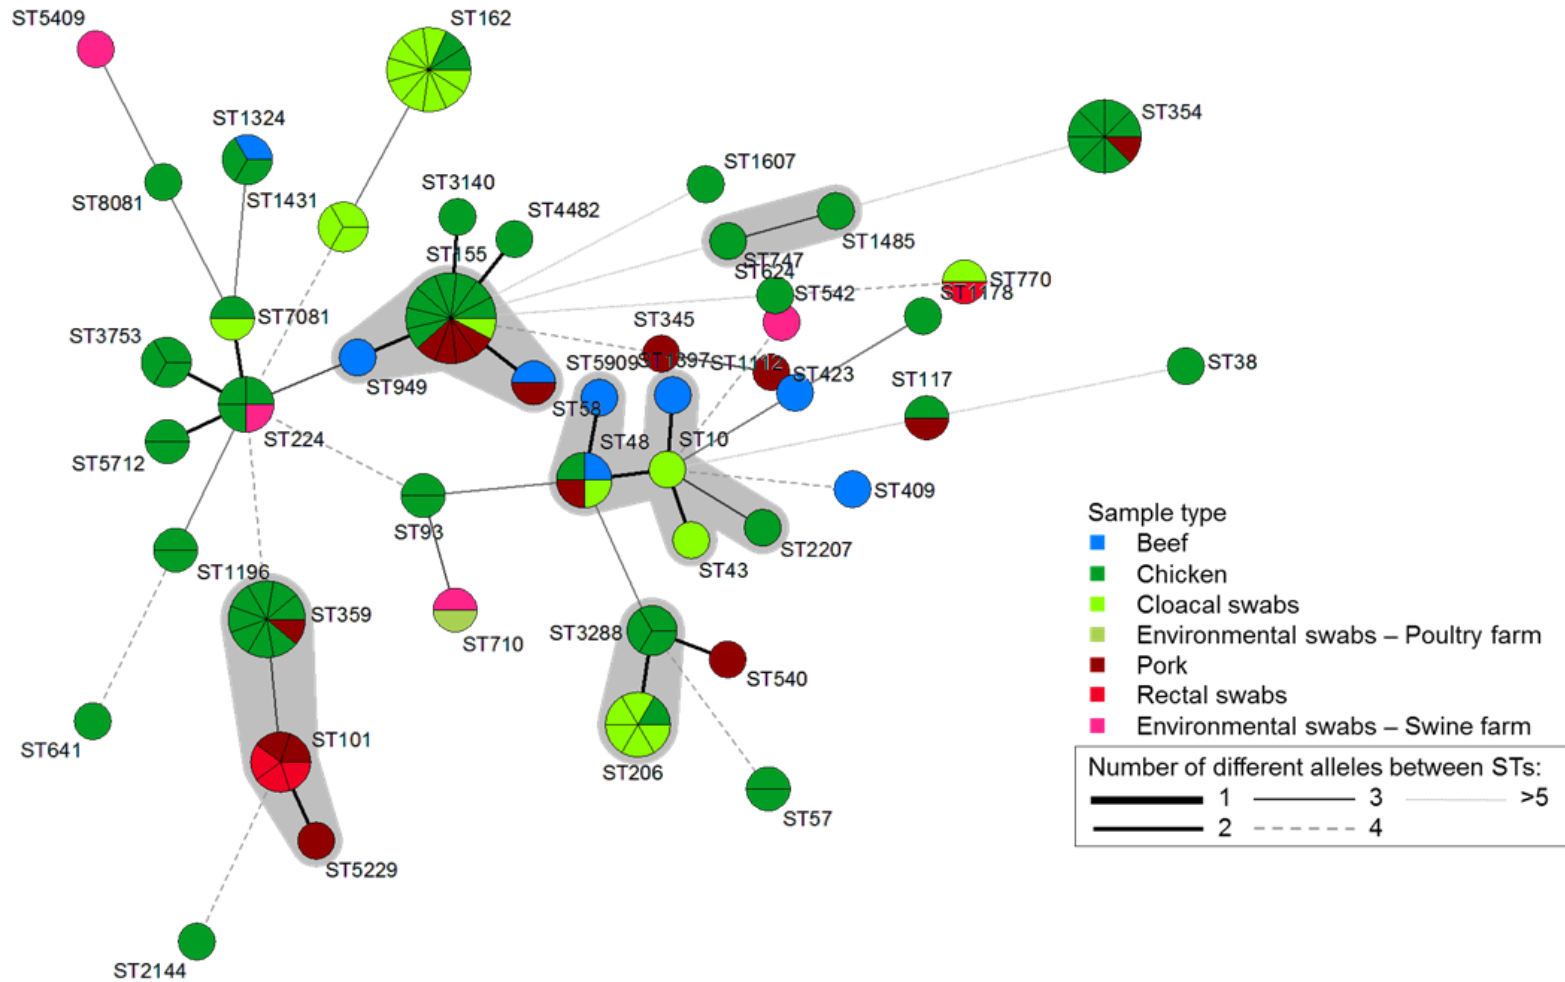 ST5409
ST162
ST354
ST1324
ST1607
ST3140
ST8081
ST1431
ST4482
ST1485
ST155
ST747
ST624
ST770
ST542
ST1178
ST7081
ST345
ST3753
ST5909
ST1397
ST1112
ST38
ST949
ST423
ST117
ST58
ST224
ST48
ST10
ST5712
ST409
ST93
ST2207
ST43
ST1196
ST359
ST3288
ST710
ST540
ST101
ST641
ST206
ST57
ST5229
ST2144
Sample type
Beef
Chicken
Cloacal swabs
Environmental swabs – Poultry farm
Pork
Rectal swabs
Environmental swabs – Swine farm
Number of different alleles between STs:
1 3 >5
2 4